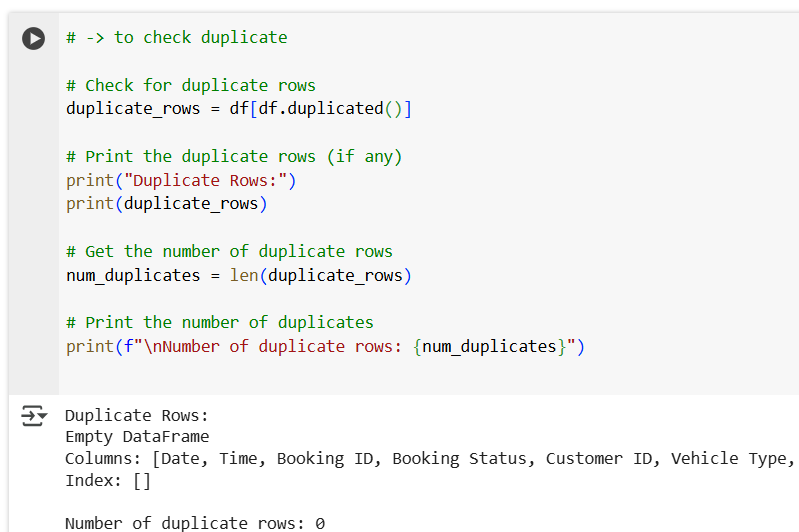 # -> to check duplicate
# Check for duplicate rows
duplicate_rows = df[df.duplicated()]
# Print the duplicate rows (if any)
print("Duplicate Rows:")
print(duplicate_rows)
# Get the number of duplicate rows
num_duplicates = len(duplicate_rows)
# Print the number of duplicates
print(f"\nNumber of duplicate rows: {num_duplicates}")
Duplicate Rows:
Empty DataFrame
Columns: [Date, Time, Booking ID, Booking Status, Customer ID, Vehicle Type,
Index: []
Number of duplicate rows: 0